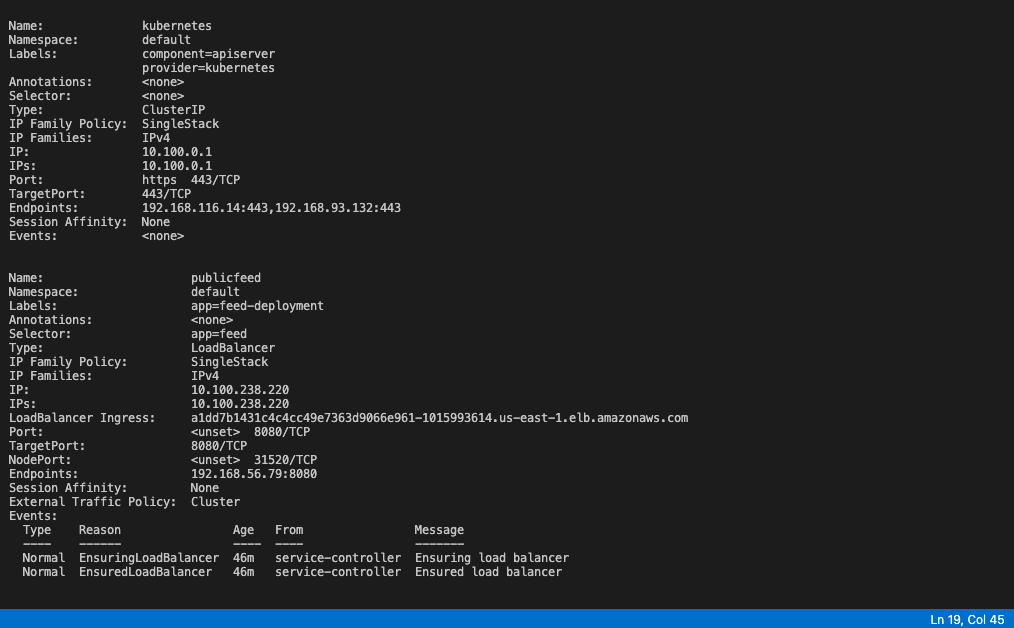 Name:              kubernetes
Namespace:         default
Labels:            component=apiserver
                   provider=kubernetes
Annotations:       <none>
Selector:          <none>
Type:              ClusterIP
IP Family Policy:  SingleStack
IP Families:       IPv4
IP:                10.100.0.1
IPs:               10.100.0.1
Port:              https  443/TCP
TargetPort:        443/TCP
Endpoints:         192.168.116.14:443,192.168.93.132:443
Session Affinity:  None
Events:            <none>

Name:                     publicfeed
Namespace:                default
Labels:                   app=feed-deployment
Annotations:              <none>
Selector:                 app=feed
Type:                     LoadBalancer
IP Family Policy:         SingleStack
IP Families:              IPv4
IP:                       10.100.238.220
IPs:                      10.100.238.220
LoadBalancer Ingress:     a1dd7b1431c4c4cc49e7363d9066e961-1015993614.us-east-1.elb.amazonaws.com
Port:                     <unset>  8080/TCP
TargetPort:               8080/TCP
NodePort:                 <unset>  31520/TCP
Endpoints:                192.168.56.79:8080
Session Affinity:         None
External Traffic Policy:  Cluster
Events:
  Type    Reason                Age   From                Message
  ----    ------                ----  ----                -------
  Normal  EnsuringLoadBalancer  46m   service-controller  Ensuring load balancer
  Normal  EnsuredLoadBalancer   46m   service-controller  Ensured load balancer
Ln 19, Col 45